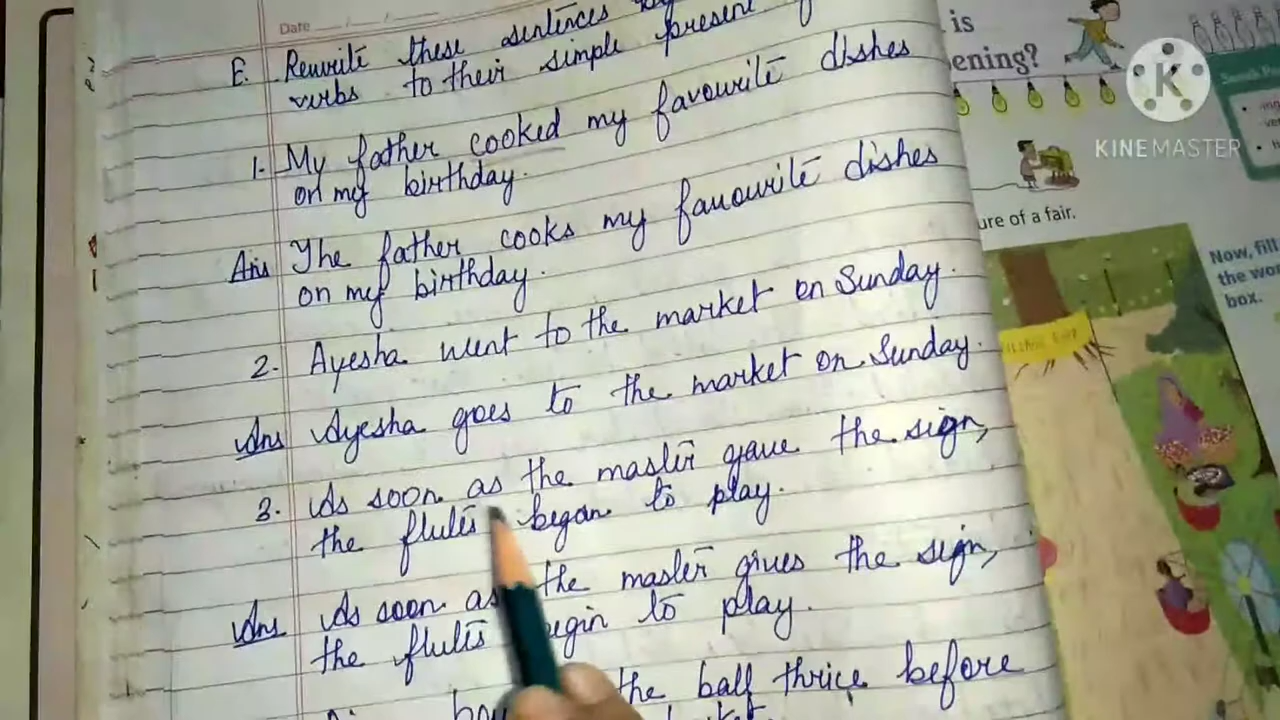 Date
E. Rewrite these sentences
verbs to their simple present
1. My father cooked my favourite dishes
on my birthday.
Ans The father cooks my favourite dishes
on my birthday.
2. Ayesha went to the market on Sunday.
Ans Ayesha goes to the market on Sunday.
3. As soon as the master gave the sign,
the flutes began to play.
Ans As soon as the master gives the sign,
the flutes begin to play.
the ball thrice before
is
ening?
ure of a fair.
Now, fill
the wo
box.
K
KINEMASTER